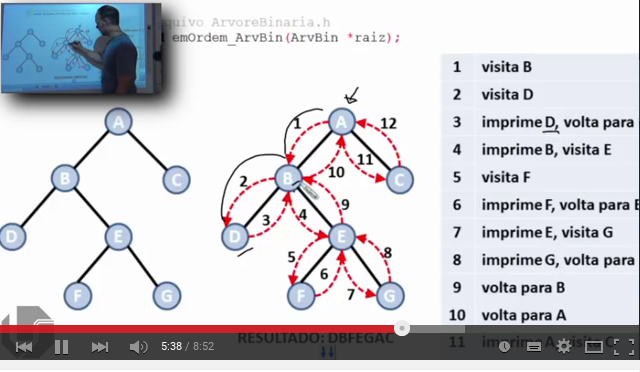 quivo ArvoreBinaria.h
emOrdem_ArvBin(ArvBin *raiz);
1 visita B
2 visita D
3 imprime D, volta para
4 imprime B, visita E
5 visita F
6 imprime F, volta para E
7 imprime E, visita G
8 imprime G, volta para
9 volta para B
10 volta para A
11 imprime A, visita C
A
B
C
D
E
F
G
A
B
C
D
E
F
G
1
2
3
4
5
6
7
8
9
10
11
12
RESULTADO: DBFEGAC
5:38 / 8:52